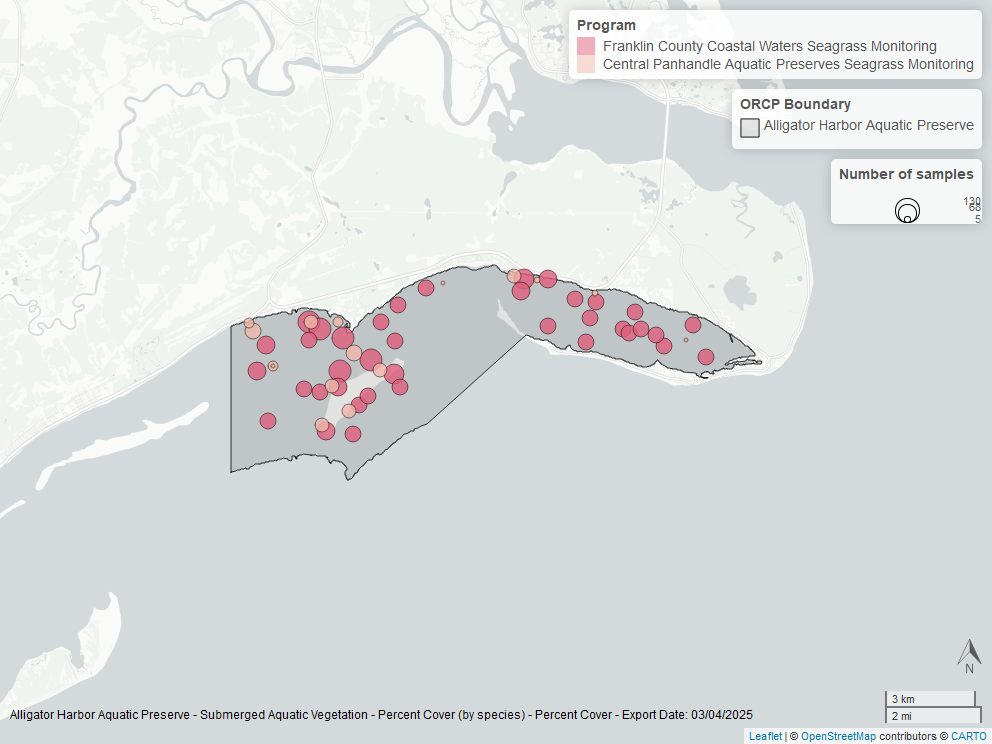 Program
Franklin County Coastal Waters Seagrass Monitoring
Central Panhandle Aquatic Preserves Seagrass Monitoring
ORCP Boundary
Alligator Harbor Aquatic Preserve
Number of samples
130
68
5
N
3 km
2 mi
Alligator Harbor Aquatic Preserve - Submerged Aquatic Vegetation - Percent Cover (by species) - Percent Cover - Export Date: 03/04/2025
Leaflet | © OpenStreetMap contributors © CARTO